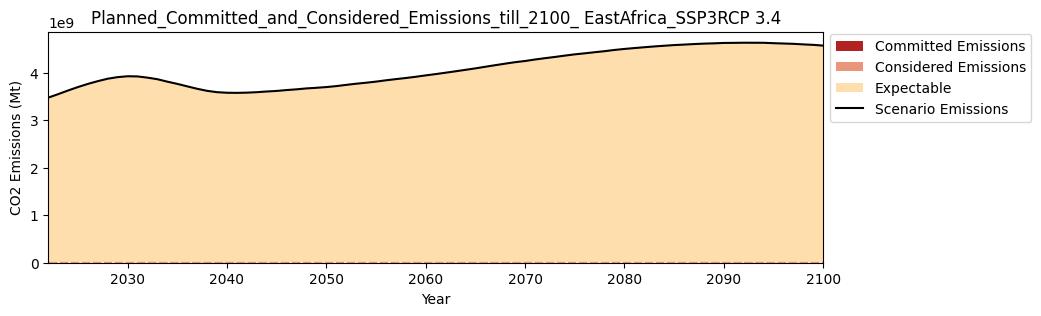 Planned_Committed_and_Considered_Emissions_till_2100_ EastAfrica_SSP3RCP 3.4
1e9
CO2 Emissions (Mt)
4
3
2
1
0
2030 2040 2050 2060 2070 2080 2090 2100
Year
Committed Emissions
Considered Emissions
Expectable
Scenario Emissions